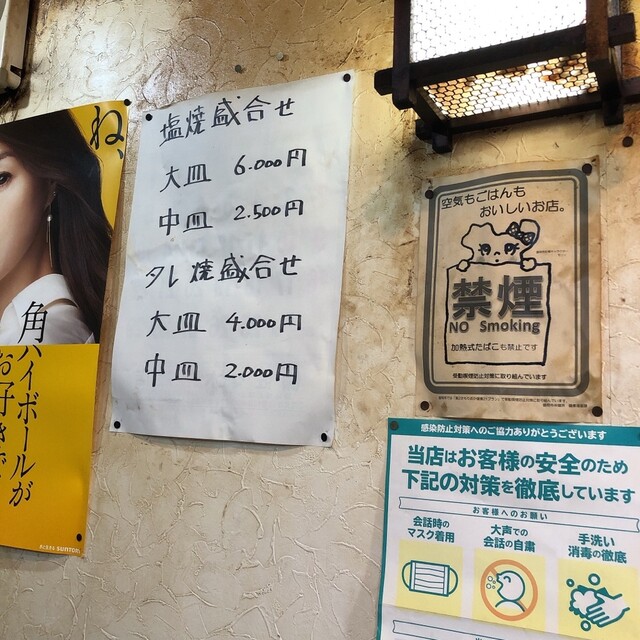 ね、
角ハイボールが
お好き
SUNTORY
塩焼盛合せ
大皿 6.000円
中皿 2.500円
タレ焼盛合せ
大皿 4.000円
中皿 2.000円
空気もごはんも
おいしいお店。
禁煙
NO Smoking
加熱式たばこも禁止です
受動喫煙防止対策に取り組んでいます
感染防止対策へのご協力ありがとうございます
当店はお客様の安全のため
下記の対策を徹底しています
お客様へのお願い
会話時の
マスク着用
大声での
会話の自粛
手洗い
消毒の徹底